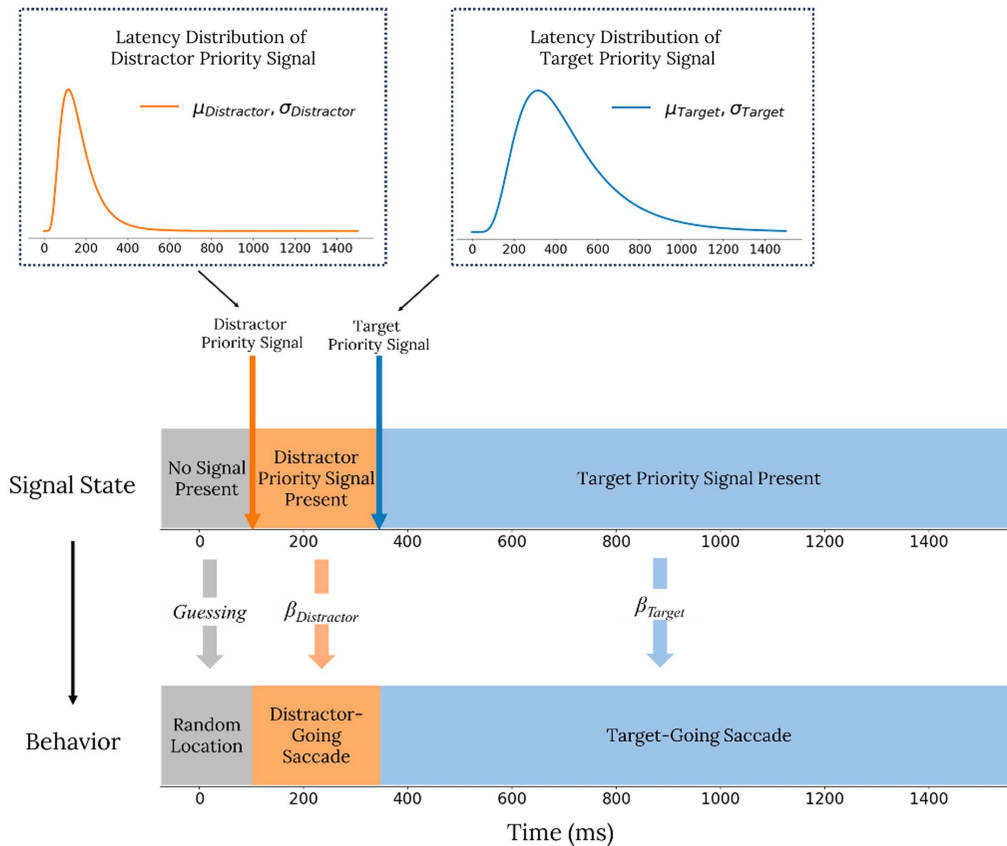 Latency Distribution of
Distractor Priority Signal
μDistractor, σDistractor
0 200 400 600 800 1000 1200 1400
Latency Distribution of
Target Priority Signal
μTarget, σTarget
0 200 400 600 800 1000 1200 1400
Distractor
Priority Signal
Target
Priority Signal
Signal State
No Signal
Present
Distractor
Priority Signal
Present
Target Priority Signal Present
0 200 400 600 800 1000 1200 1400
Guessing
βDistractor
βTarget
Behavior
Random
Location
Distractor-
Going
Saccade
Target-Going Saccade
0 200 400 600 800 1000 1200 1400
Time (ms)